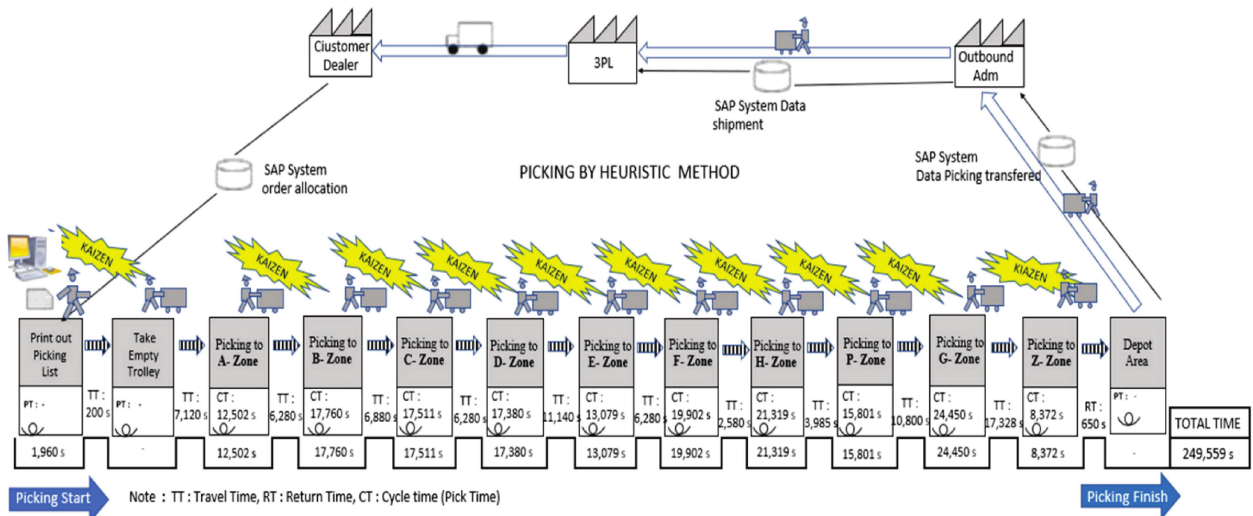 Ciustomer
Dealer
3PL
Outbound
Adm
SAP System Data
shipment
SAP System
order allocation
PICKING BY HEURISTIC METHOD
SAP System
Data Picking transfered
KAIZEN
KAIZEN
KAIZEN
KAIZEN
KAIZEN
KAIZEN
KAIZEN
KAIZEN
KIAZEN
Print out
Picking
List
Take
Empty
Trolley
Picking to
A- Zone
Picking to
B- Zone
Picking to
C- Zone
Picking to
D- Zone
Picking to
E- Zone
Picking to
F- Zone
Picking to
H- Zone
Picking to
P- Zone
Picking to
G- Zone
Picking to
Z- Zone
Depot
Area
PT : -
TT :
200 s
PT : -
TT :
7,120 s
CT :
12,502 s
TT :
6,280 s
CT :
17,760 s
TT :
6,880 s
CT :
17,511 s
TT :
6,280 s
CT :
17,380 s
TT :
11,140 s
CT :
13,079 s
TT :
6,280 s
CT :
19,902 s
TT :
2,580 s
CT :
21,319 s
TT :
3,985 s
CT :
15,801 s
TT :
10,800 s
CT :
24,450 s
TT :
17,328 s
CT :
8,372 s
RT :
650 s
PT : -
TOTAL TIME
1,960 s
-
12,502 s
17,760 s
17,511 s
17,380 s
13,079 s
19,902 s
21,319 s
15,801 s
24,450 s
8,372 s
-
249,559 s
Picking Start
Note : TT : Travel Time, RT : Return Time, CT : Cycle time (Pick Time)
Picking Finish